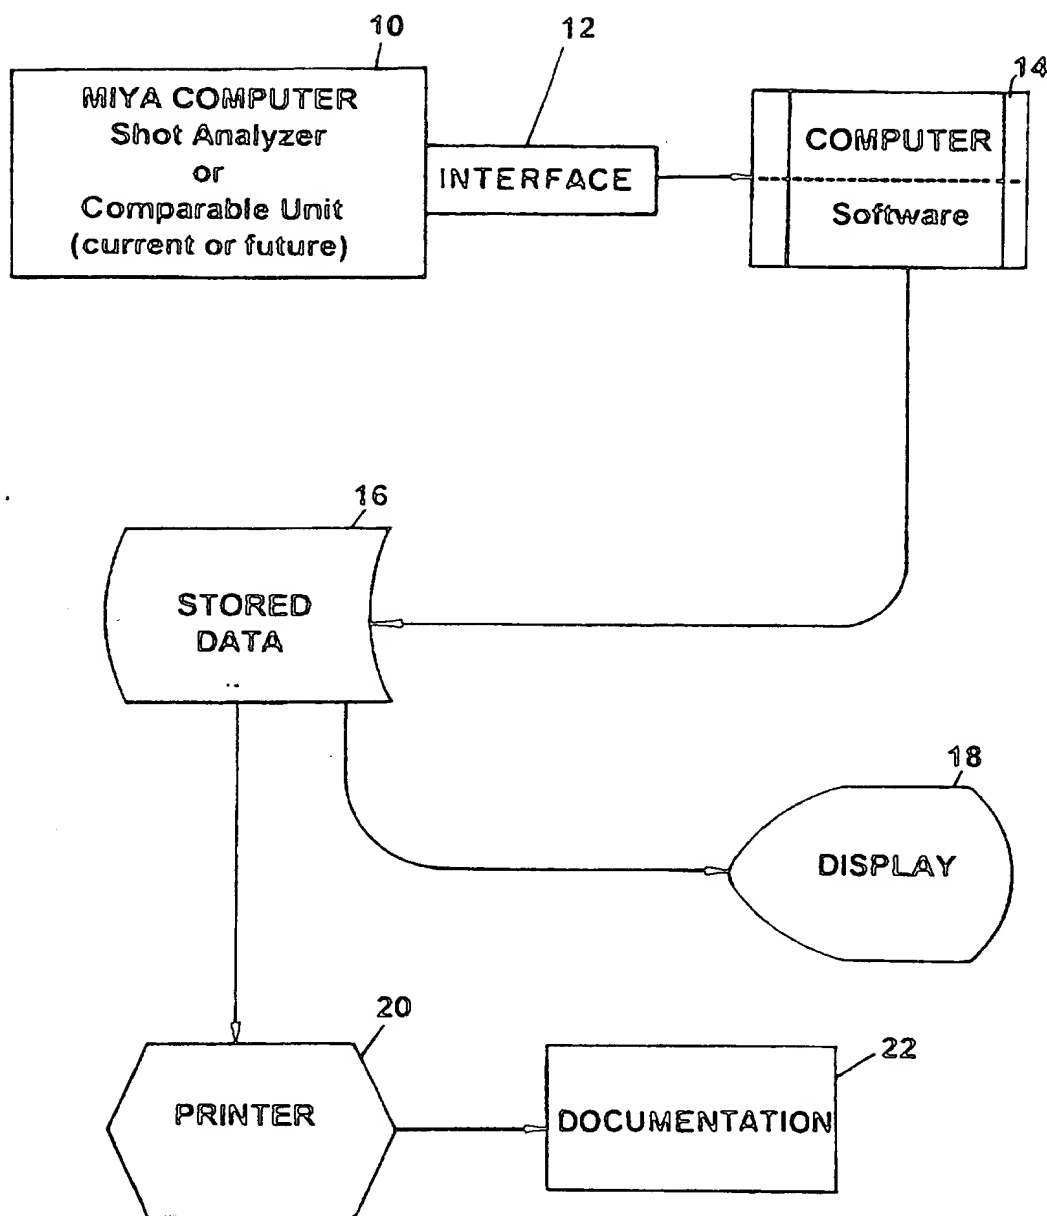 10
12
14
MIYA COMPUTER
Shot Analyzer
or
Comparable Unit
(current or future)
INTERFACE
COMPUTER
Software
16
STORED
DATA
18
DISPLAY
20
PRINTER
22
DOCUMENTATION